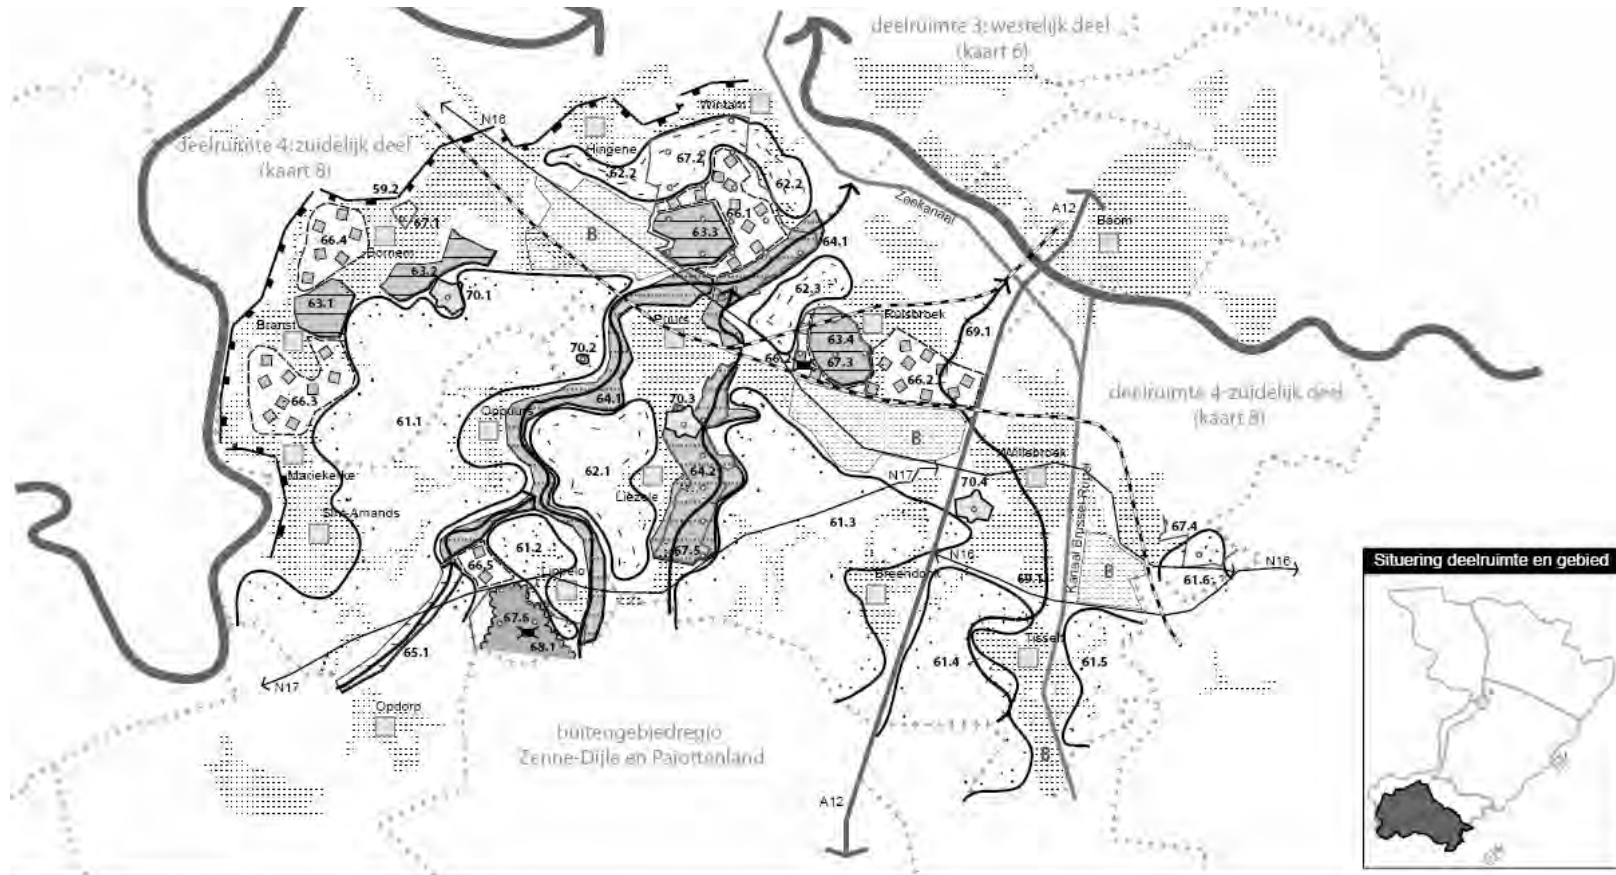 deelruimte 3: westelijk deel
(kaart 6)
N16
Wintam
deelruimte 4: zuidelijk deel
(kaart 8)
Hingene
67.2
62.2
62.2
59.2
Zeekanaal
A12
Boom
67.1
66.1
66.4
B
63.3
64.1
Bornem
63.2
62.3
63.1
70.1
Branst
Puurs
Ruisbroek
63.4
69.1
70.2
66.2
67.3
66.2
deelruimte 4-zuidelijk deel
(kaart 8)
66.3
64.1
70.3
61.1
Oppuurs
B
Willebroek
Mariekerke
62.1
64.2
N17
70.4
Liezele
Kanaal Brussel-Rupel
St-Amands
61.3
67.4
61.2
67.5
66.5
Lippelo
N16
N16
Situering deelruimte en gebied
Breendonk
69.1
B
61.6
67.6
68.1
65.1
Tisselt
61.4
61.5
N17
Opdorp
buitengebiedregio
Zenne-Dijle en Pajottenland
B
A12